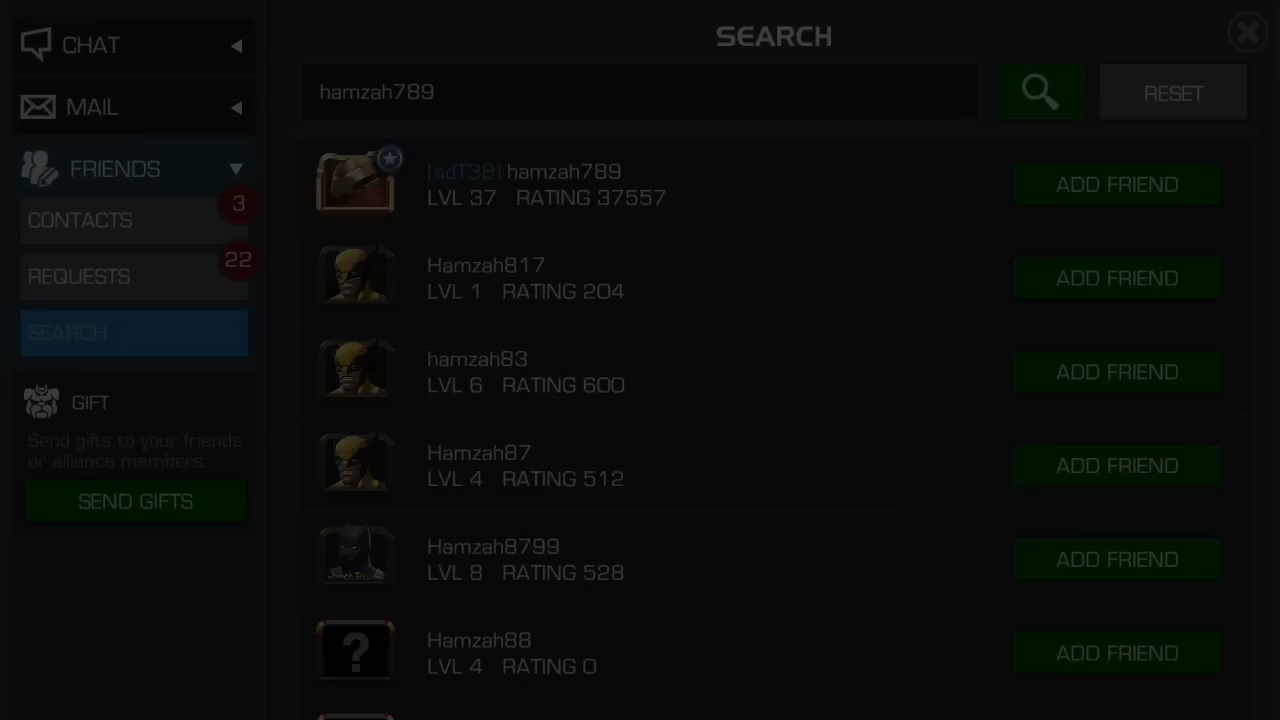 CHAT
MAIL
FRIENDS
CONTACTS
3
REQUESTS
22
SEARCH
GIFT
Send gifts to your friends
or alliance members.
SEND GIFTS
SEARCH
hamzah789
RESET
[adT38] hamzah789
LVL 37 RATING 37557
ADD FRIEND
Hamzah817
LVL 1 RATING 204
ADD FRIEND
hamzah83
LVL 6 RATING 600
ADD FRIEND
Hamzah87
LVL 4 RATING 512
ADD FRIEND
Hamzah8799
LVL 8 RATING 528
ADD FRIEND
?
Hamzah88
LVL 4 RATING 0
ADD FRIEND